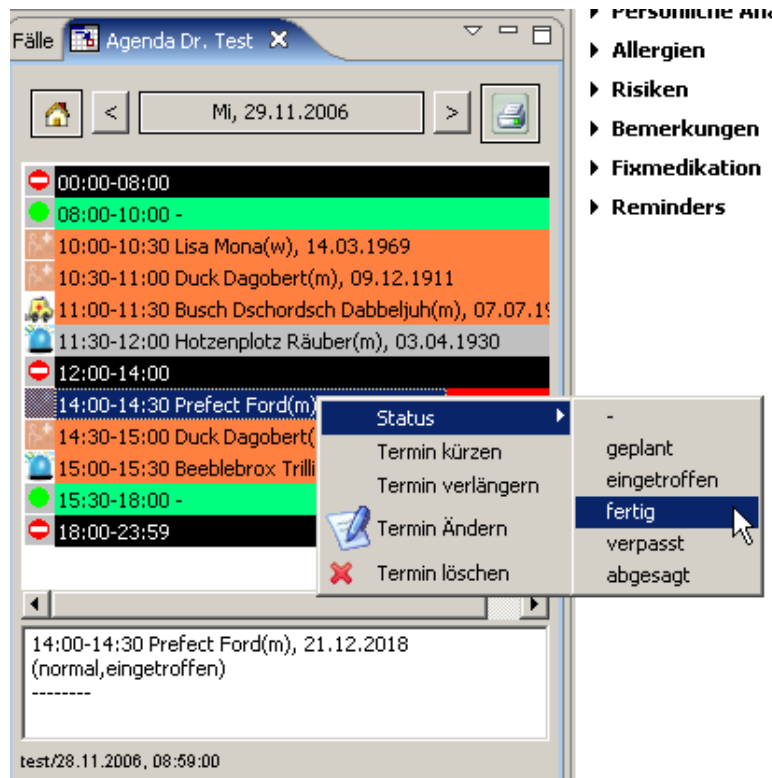 Fälle Agenda Dr. Test
< Mi, 29.11.2006 >
00:00-08:00
08:00-10:00 -
10:00-10:30 Lisa Mona(w), 14.03.1969
10:30-11:00 Duck Dagobert(m), 09.12.1911
11:00-11:30 Busch Dschordsch Dabbeljuh(m), 07.07.19
11:30-12:00 Hotzenplotz Räuber(m), 03.04.1930
12:00-14:00
14:00-14:30 Prefect Ford(m)
14:30-15:00 Duck Dagobert(
15:00-15:30 Beeblebrox Trilli
15:30-18:00 -
18:00-23:59
Status
Termin kürzen
Termin verlängern
Termin Ändern
Termin löschen
-
geplant
eingetroffen
fertig
verpasst
abgesagt
14:00-14:30 Prefect Ford(m), 21.12.2018
(normal,eingetroffen)
--------
test/28.11.2006, 08:59:00
Persönliche Ana
Allergien
Risiken
Bemerkungen
Fixmedikation
Reminders